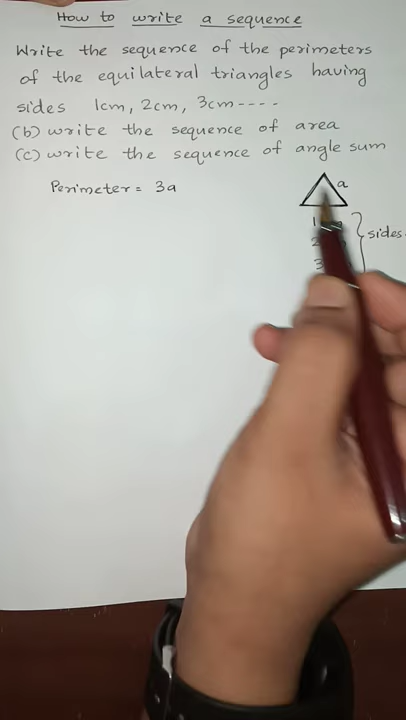 How to write a sequence
Write the sequence of the perimeters
of the equilateral triangles having
sides 1cm, 2cm, 3cm----
(b) write the sequence of area
(c) write the sequence of angle sum
Perimeter = 3a
a
1
2
sides
3